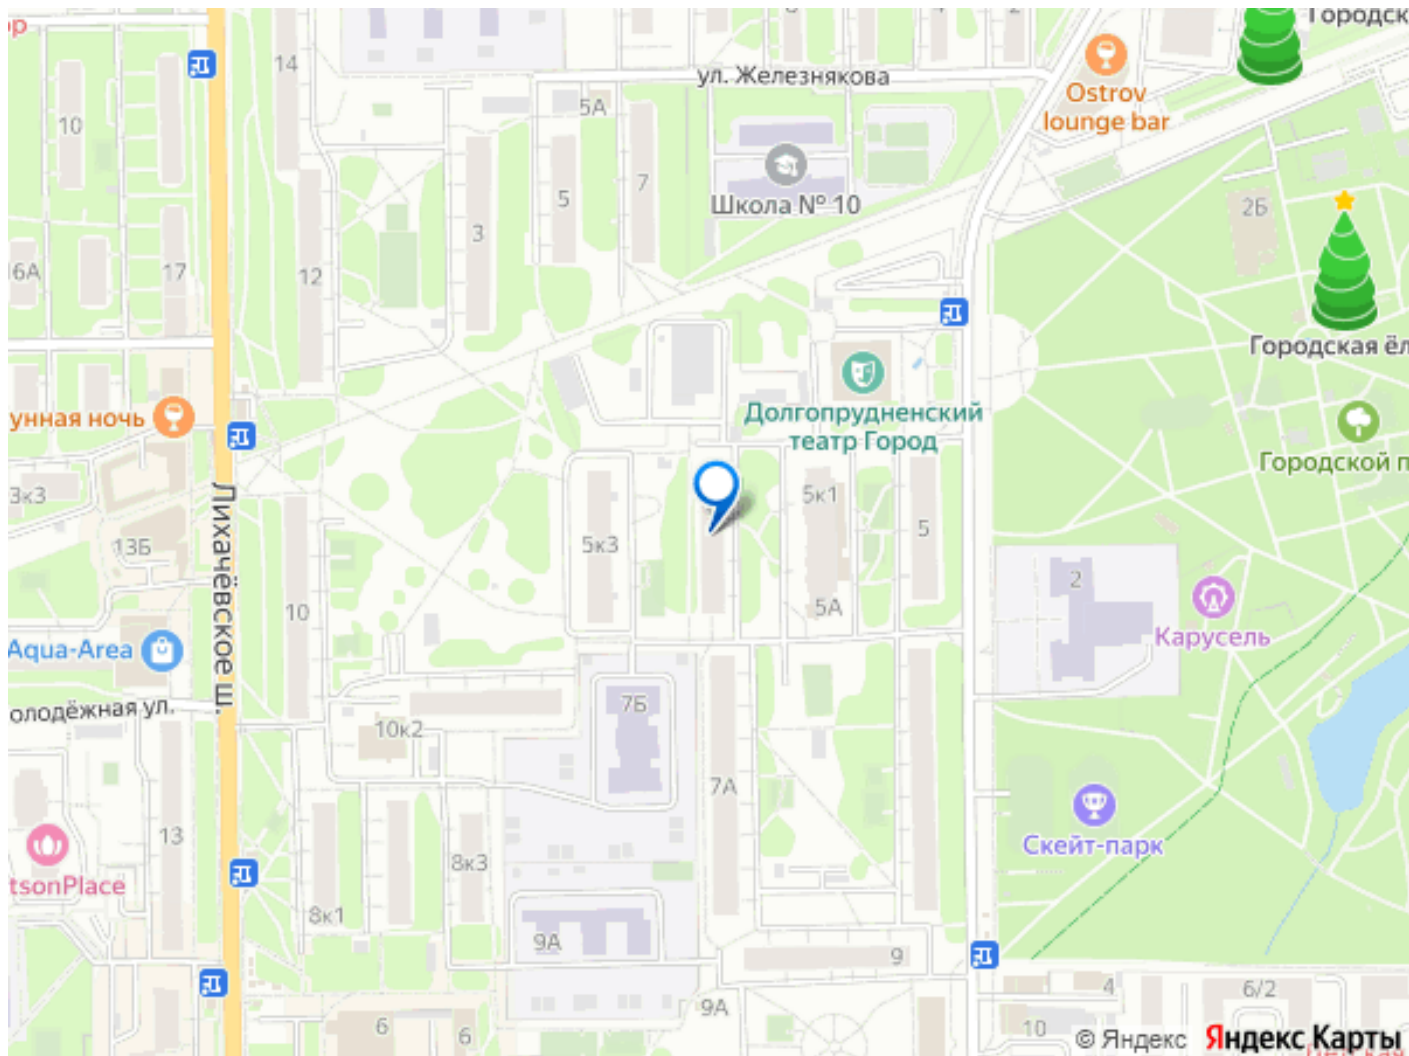 Городск
14
ул. Железнякова
Ostrov
lounge bar
5А
10
5
7
Школа № 10
2Б
3
16А
17
12
Городская ёл
Долгопрудненский
театр Город
унная ночь
Городской п
3к3
5к1
5
13Б
5к3
2
Лихачёвское ш.
10
5А
Карусель
Aqua-Area
олодёжная ул.
7Б
10к2
7А
13
Скейт-парк
8к3
tsonPlace
8к1
9А
9
9А
4
6/2
6
6
10
© Яндекс
Яндекс Карты